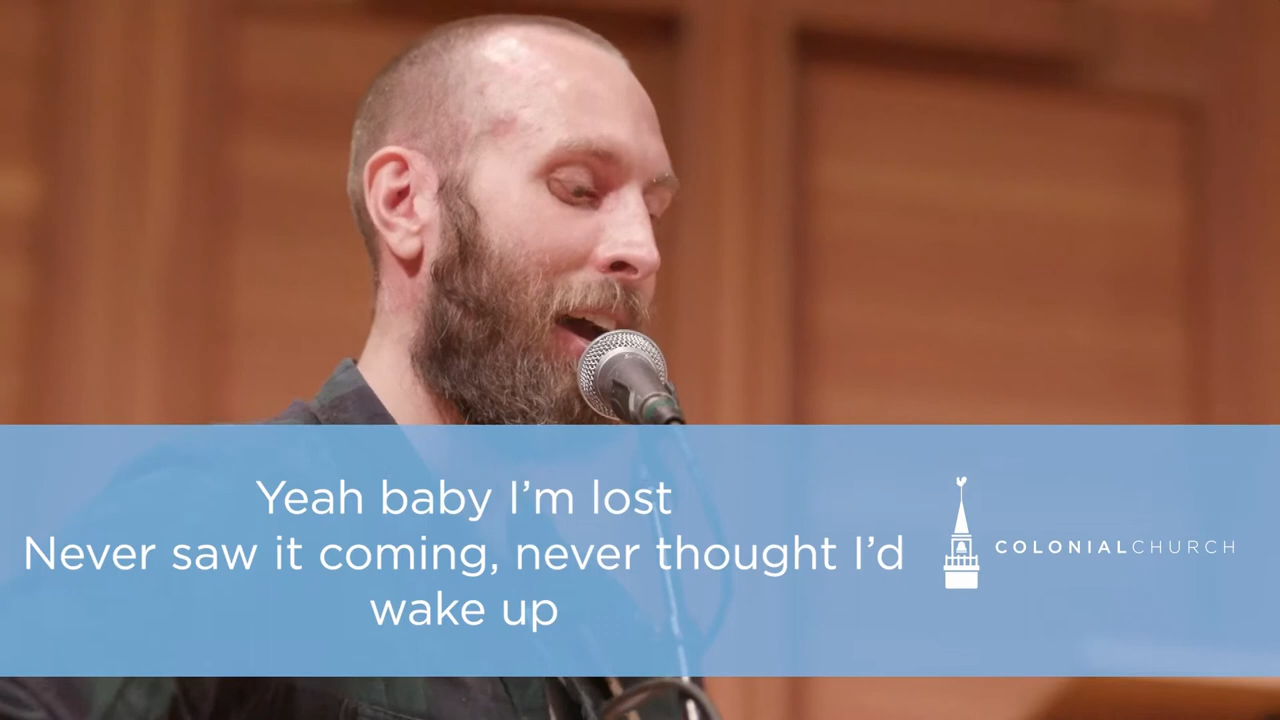 Yeah baby I'm lost
Never saw it coming, never thought I'd
wake up
COLONIALCHURCH